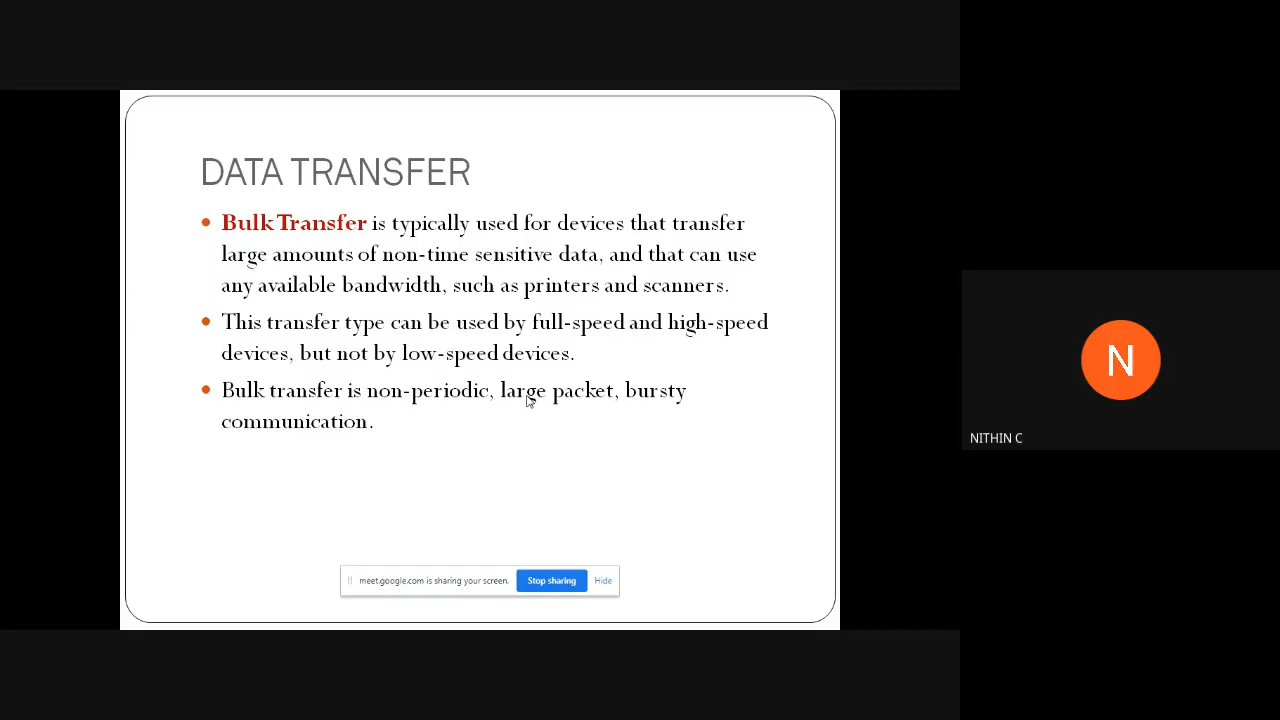 DATA TRANSFER
Bulk Transfer is typically used for devices that transfer
large amounts of non-time sensitive data, and that can use
any available bandwidth, such as printers and scanners.
This transfer type can be used by full-speed and high-speed
devices, but not by low-speed devices.
Bulk transfer is non-periodic, large packet, bursty
communication.
meet.google.com is sharing your screen. Stop sharing Hide
N
NITHIN C